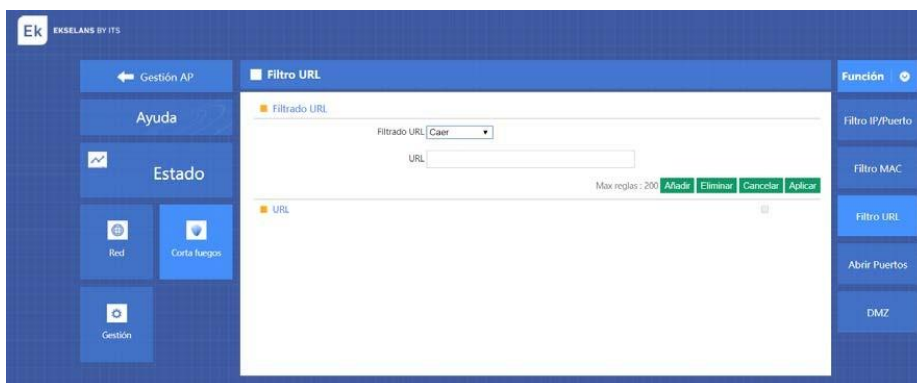 Ek EKSELANS BY ITS
Gestión AP
Ayuda
Estado
Red
Corta fuegos
Gestión
Filtro URL
Filtrado URL
Filtrado URL Caer
URL
Max reglas : 200 Añadir Eliminar Cancelar Aplicar
URL
Función
Filtro IP/Puerto
Filtro MAC
Filtro URL
Abrir Puertos
DMZ